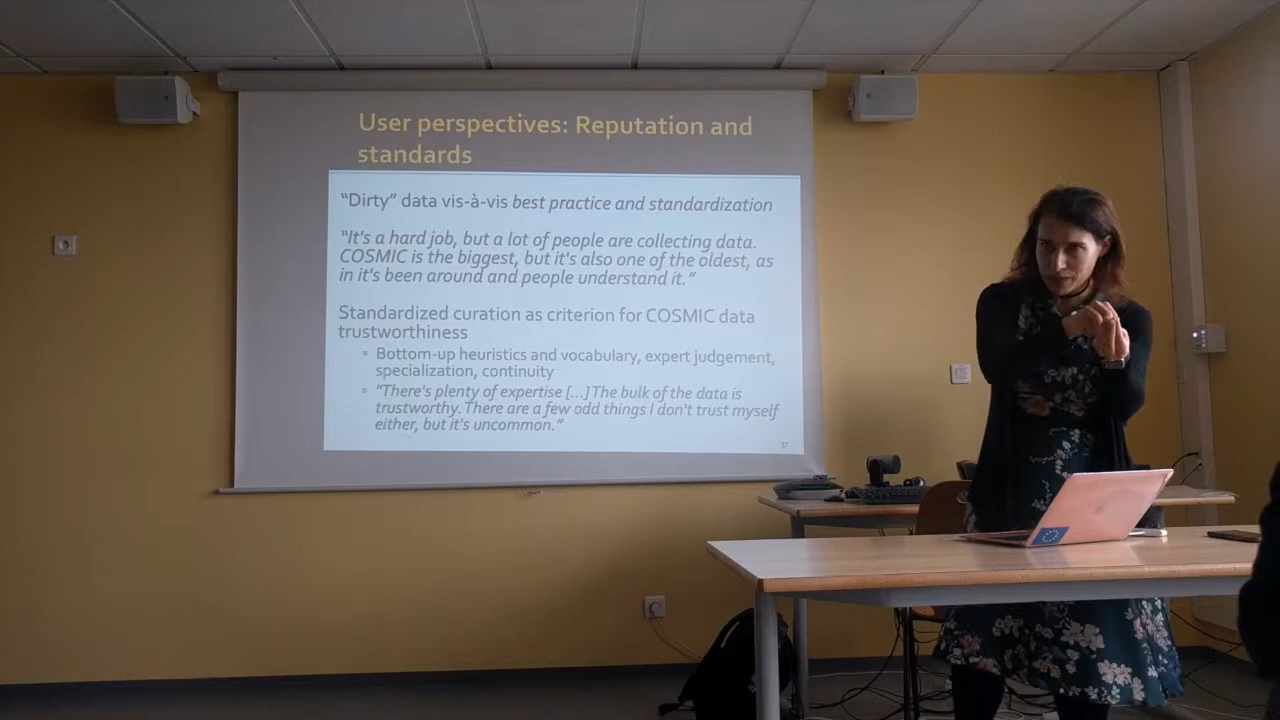 User perspectives: Reputation and
standards
“Dirty” data vis-à-vis best practice and standardization
“It's a hard job, but a lot of people are collecting data.
COSMIC is the biggest, but it's also one of the oldest, as
in it's been around and people understand it.”
Standardized curation as criterion for COSMIC data
trustworthiness
Bottom-up heuristics and vocabulary, expert judgement,
specialization, continuity
“There's plenty of expertise [...] The bulk of the data is
trustworthy. There are a few odd things I don't trust myself
either, but it's uncommon.”
37